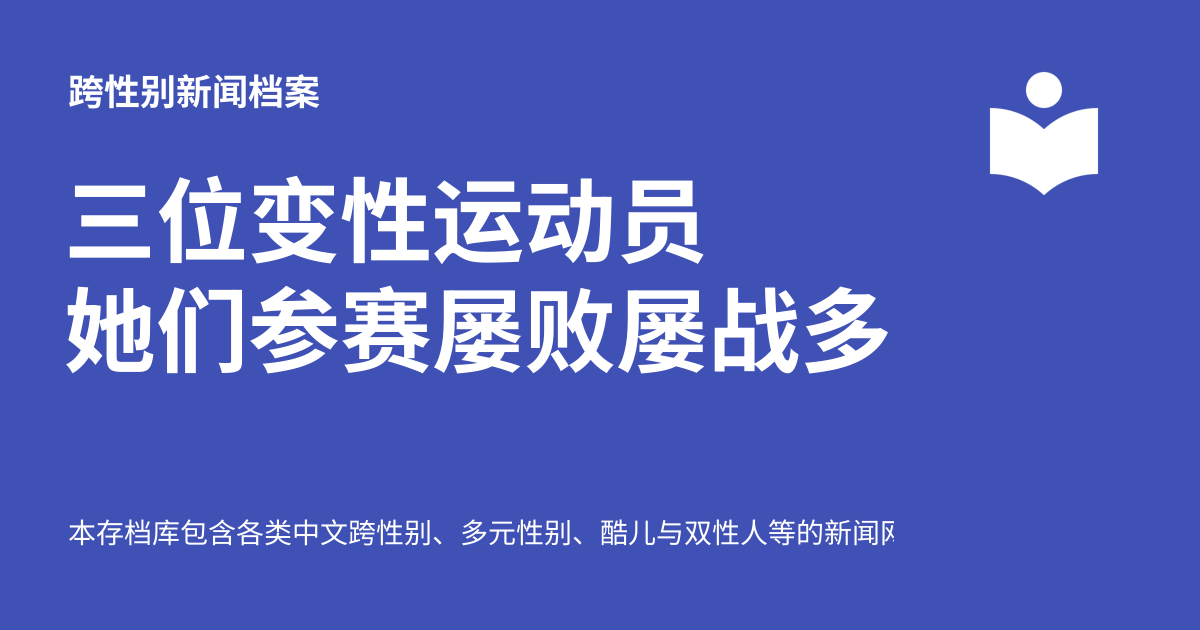 跨性别新闻档案
三位变性运动员
她们参赛屡败屡战多
本存档库包含各类中文跨性别、多元性别、酷儿与双性人等的新闻